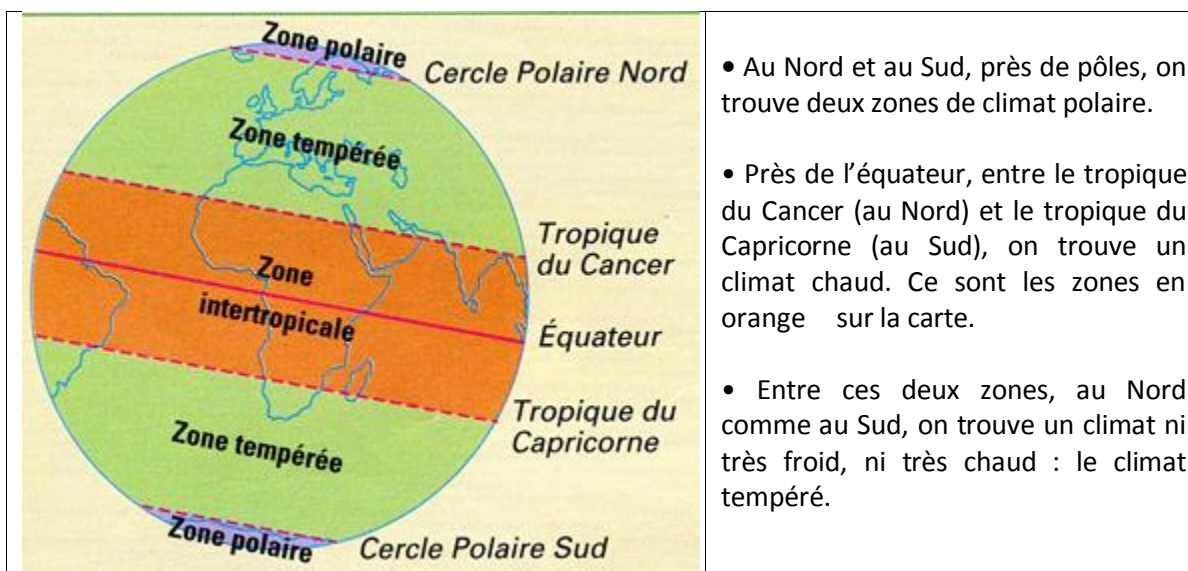 Zone polaire
Cercle Polaire Nord
Zone tempérée
Tropique
du Cancer
Zone
intertropicale
Équateur
Tropique du
Capricorne
Zone tempérée
Zone polaire
Cercle Polaire Sud
• Au Nord et au Sud, près de pôles, on
trouve deux zones de climat polaire.
• Près de l’équateur, entre le tropique
du Cancer (au Nord) et le tropique du
Capricorne (au Sud), on trouve un
climat chaud. Ce sont les zones en
orange sur la carte.
• Entre ces deux zones, au Nord
comme au Sud, on trouve un climat ni
très froid, ni très chaud : le climat
tempéré.